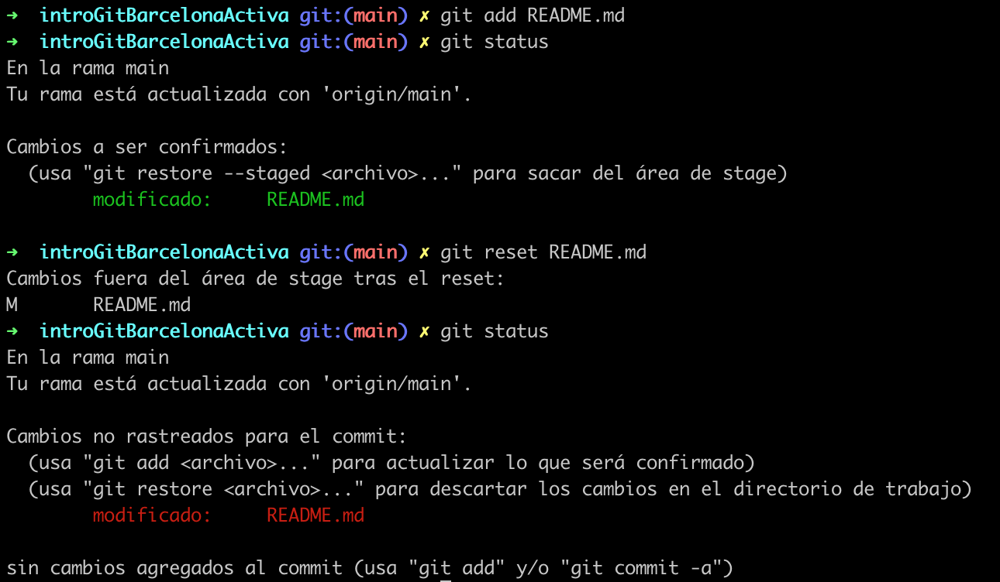 ➜  introGitBarcelonaActiva git:(main) ✗ git add README.md
➜  introGitBarcelonaActiva git:(main) ✗ git status
En la rama main
Tu rama está actualizada con 'origin/main'.

Cambios a ser confirmados:
  (usa "git restore --staged <archivo>..." para sacar del área de stage)
        modificado:     README.md

➜  introGitBarcelonaActiva git:(main) ✗ git reset README.md
Cambios fuera del área de stage tras el reset:
M       README.md
➜  introGitBarcelonaActiva git:(main) ✗ git status
En la rama main
Tu rama está actualizada con 'origin/main'.

Cambios no rastreados para el commit:
  (usa "git add <archivo>..." para actualizar lo que será confirmado)
  (usa "git restore <archivo>..." para descartar los cambios en el directorio de trabajo)
        modificado:     README.md

sin cambios agregados al commit (usa "git add" y/o "git commit -a")